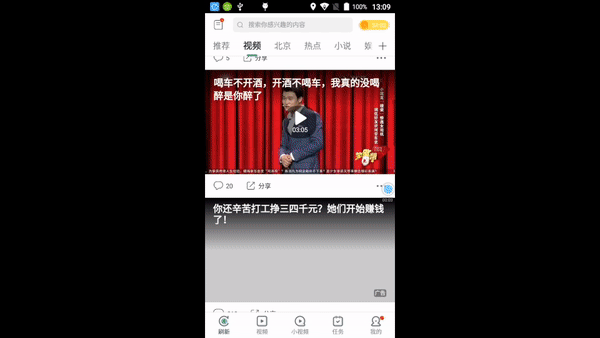 100% 13:09
搜索你感兴趣的内容
推荐 视频 北京 热点 小说
5 分享
喝车不开酒，开酒不喝车，我真的没喝
醉是你醉了
03:05
20 分享
你还辛苦打工挣三四千元？她们开始赚钱
了！
刷新 视频 小视频 任务 我的